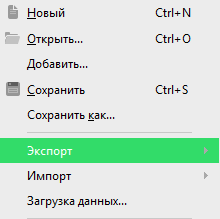 Новый Ctrl+N
Открыть... Ctrl+O
Добавить...
Сохранить Ctrl+S
Сохранить как...
Экспорт
Импорт
Загрузка данных...